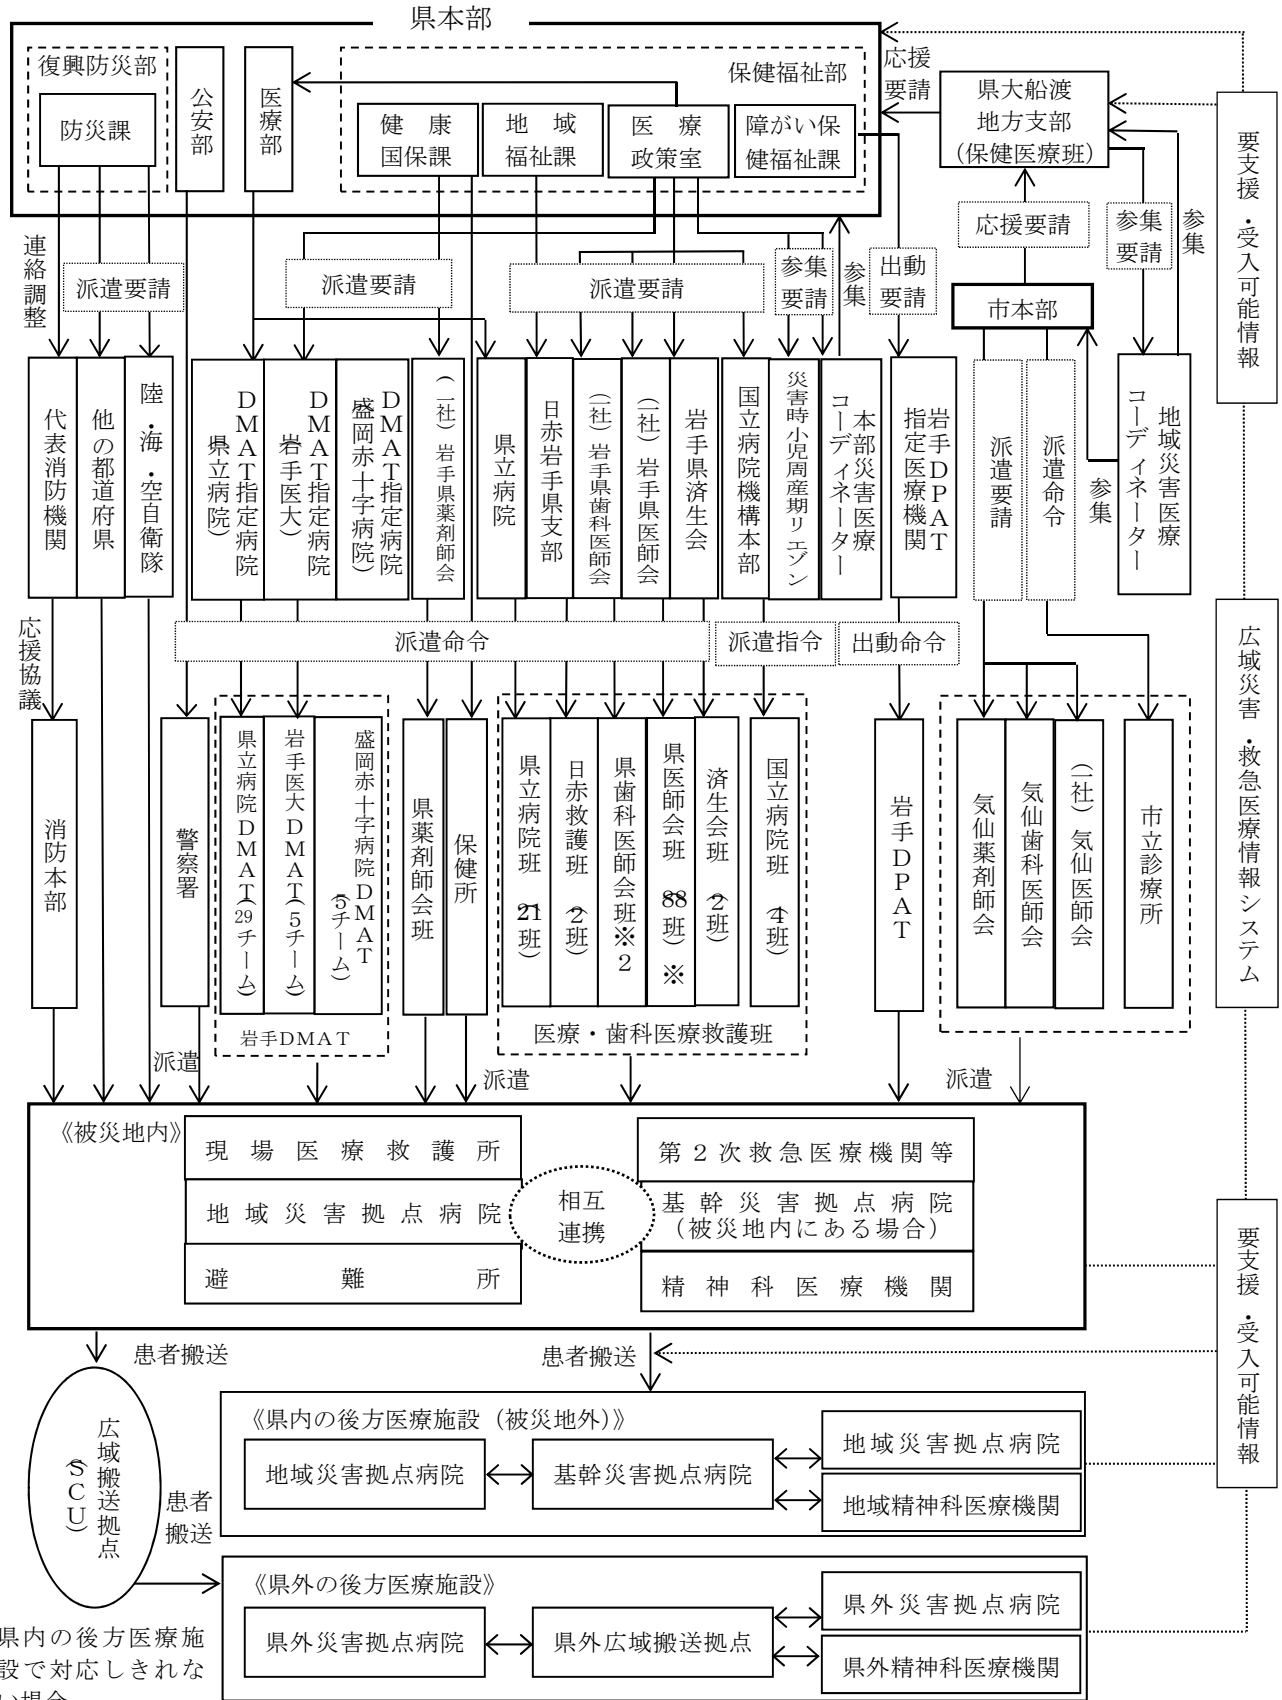 県本部
復興防災部
防災課
公安部
医療部
保健福祉部
健康
国保課
地域
福祉課
医療
政策室
障がい保
健福祉課
応援
要請
県大船渡
地方支部
(保健医療班)
要支援・受入可能情報
連絡調整
派遣要請
派遣要請
派遣要請
参集
要請
参集
出動
要請
応援要請
参集
要請
参集
市本部
代表消防機関
他の都道府県
陸・海・空自衛隊
DMAT指定病院
(県立病院)
DMAT指定病院
(岩手医大)
DMAT指定病院
(盛岡赤十字病院)
(一社)岩手県薬剤師会
県立病院
日赤岩手県支部
(一社)岩手県歯科医師会
(一社)岩手県医師会
岩手県済生会
国立病院機構本部
災害時小児周産期リエゾン
本部災害医療
コーディネーター
岩手DPAT
指定医療機関
派遣要請
派遣命令
参集
地域災害医療
コーディネーター
応援協議
派遣命令
派遣指令
出動命令
広域災害・救急医療情報システム
消防本部
警察署
県立病院DMAT(29チーム)
岩手医大DMAT(5チーム)
盛岡赤十字病院DMAT
(5チーム)
岩手DMAT
県薬剤師会班
保健所
県立病院班(21班)
日赤救護班(2班)
県歯科医師会班※2
県医師会班(88班)※
済生会班(2班)
国立病院班(4班)
医療・歯科医療救護班
岩手DPAT
気仙薬剤師会
気仙歯科医師会
(一社)気仙医師会
市立診療所
派遣
派遣
派遣
《被災地内》
現場医療救護所
地域災害拠点病院
避難所
相互
連携
第2次救急医療機関等
基幹災害拠点病院
(被災地内にある場合)
精神科医療機関
要支援・受入可能情報
患者搬送
患者搬送
広域搬送拠点
(SCU)
《県内の後方医療施設(被災地外)》
地域災害拠点病院
基幹災害拠点病院
地域災害拠点病院
地域精神科医療機関
患者
搬送
《県外の後方医療施設》
県外災害拠点病院
県外広域搬送拠点
県外災害拠点病院
県外精神科医療機関
県内の後方医療施
設で対応しきれな
い場合